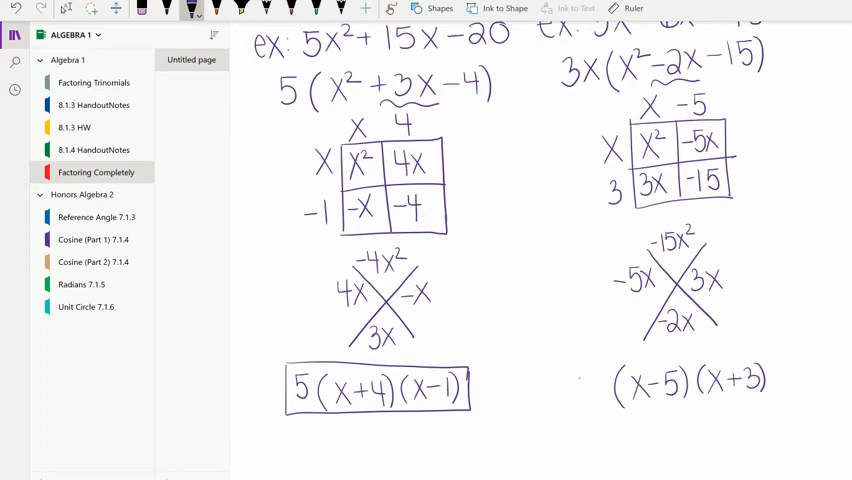 Shapes
Ink to Shape
Ink to Text
Ruler
ALGEBRA 1
Algebra 1
Factoring Trinomials
8.1.3 HandoutNotes
8.1.3 HW
8.1.4 HandoutNotes
Factoring Completely
Honors Algebra 2
Reference Angle 7.1.3
Cosine (Part 1) 7.1.4
Cosine (Part 2) 7.1.4
Radians 7.1.5
Unit Circle 7.1.6
Untitled page
ex: 5x² + 15x - 20
5(x² + 3x - 4)
x 4
x x² 4x
-1 -x -4
-4x²
4x -x
3x
5(x+4)(x-1)
ex:
3x(x² - 2x - 15)
x -5
x x² -5x
3 3x -15
-15x²
-5x 3x
-2x
(x-5)(x+3)